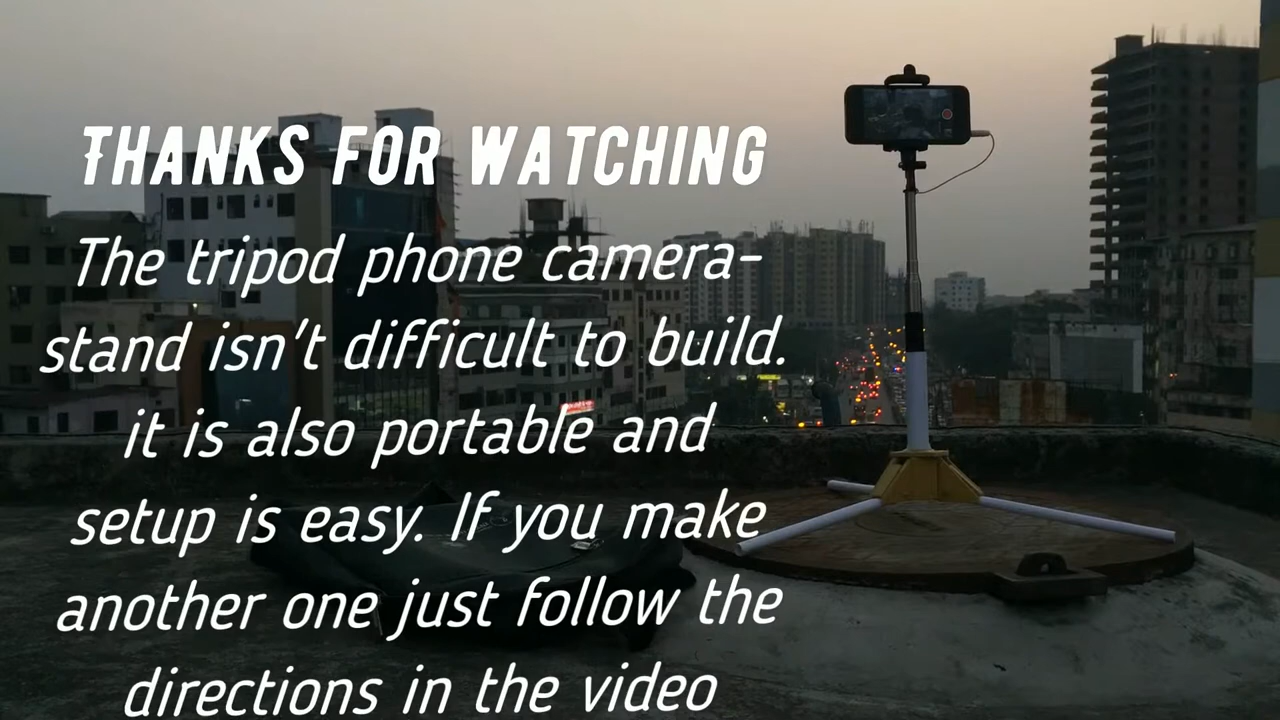 THANKS FOR WATCHING
The tripod phone camera-
stand isn't difficult to build.
it is also portable and
setup is easy. If you make
another one just follow the
directions in the video